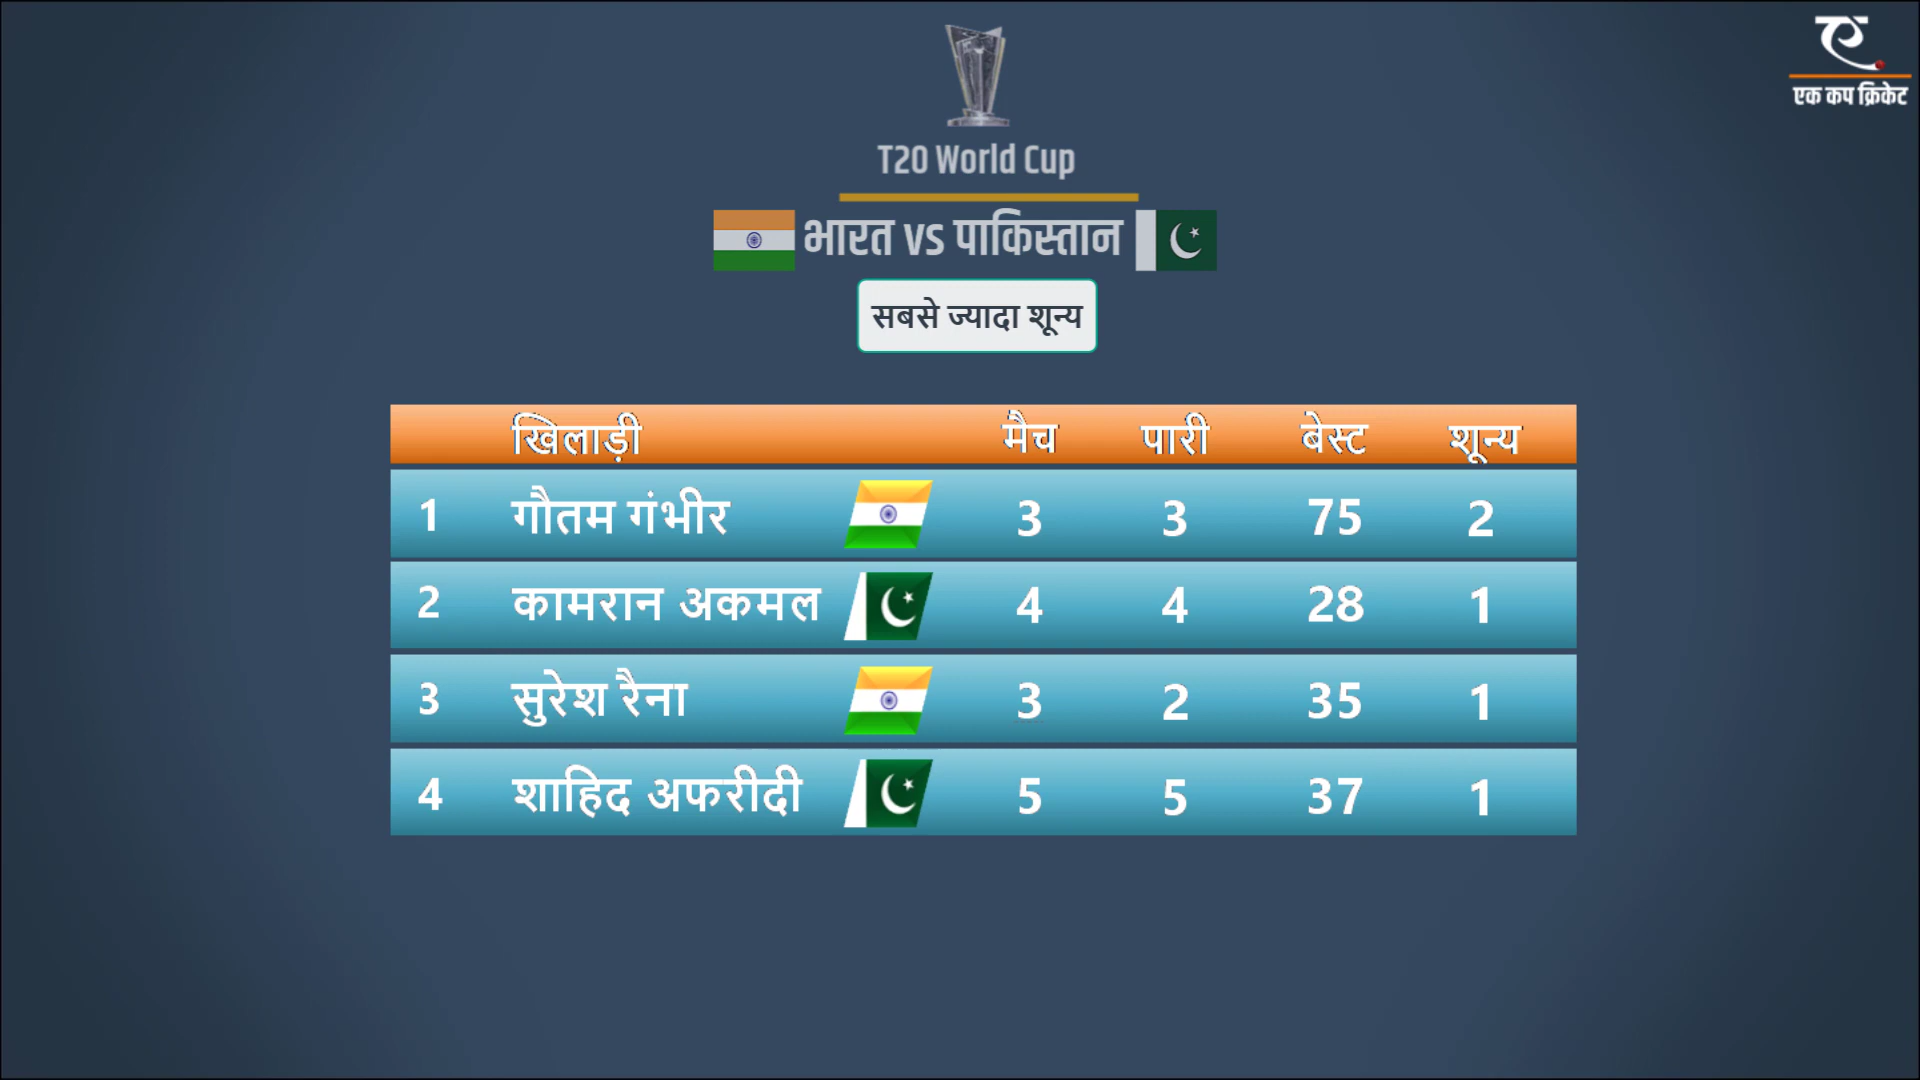 एक कप क्रिकेट
T20 World Cup
भारत vs पाकिस्तान
सबसे ज्यादा शून्य
खिलाड़ी मैच पारी बेस्ट शून्य
1 गौतम गंभीर 3 3 75 2
2 कामरान अकमल 4 4 28 1
3 सुरेश रैना 3 2 35 1
4 शाहिद अफरीदी 5 5 37 1